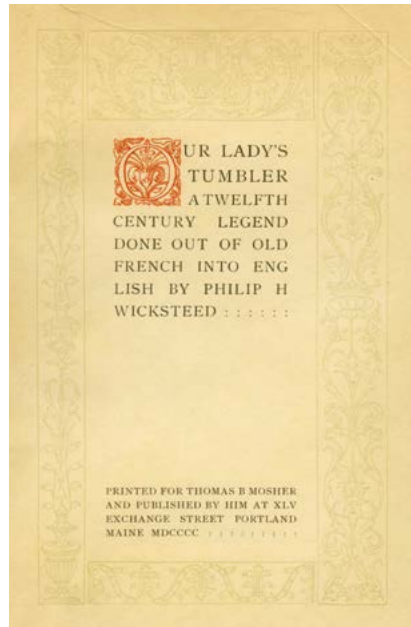 OUR LADY'S
TUMBLER
A TWELFTH
CENTURY LEGEND
DONE OUT OF OLD
FRENCH INTO ENG
LISH BY PHILIP H
WICKSTEED : : : : : :
PRINTED FOR THOMAS B MOSHER
AND PUBLISHED BY HIM AT XLV
EXCHANGE STREET PORTLAND
MAINE MDCCCC : : : : : : : : : :